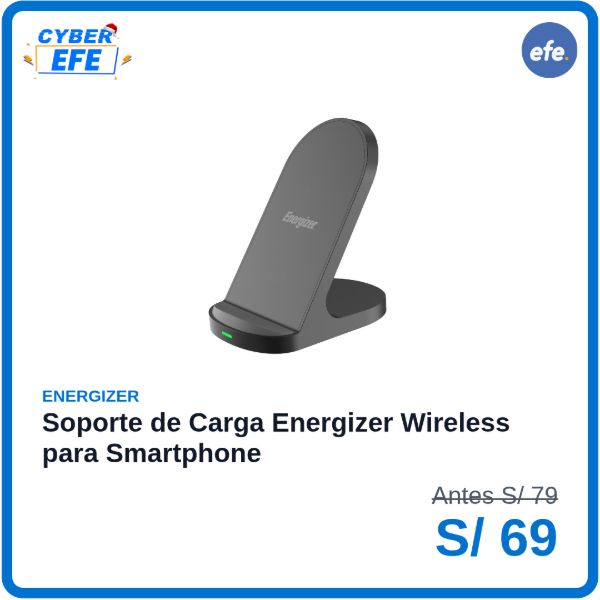 CYBER
EFE
efe.
Energizer
ENERGIZER
Soporte de Carga Energizer Wireless
para Smartphone
Antes S/ 79
S/ 69